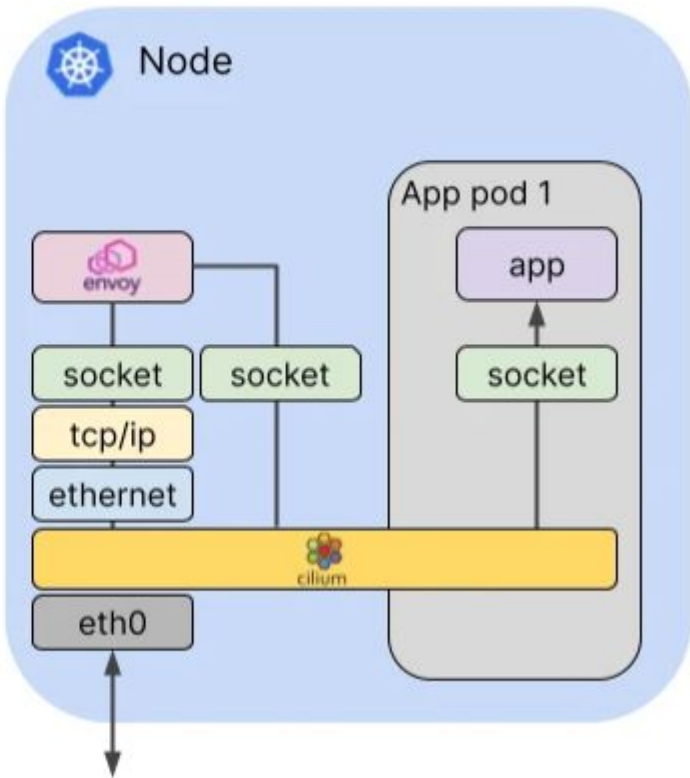 Node
App pod 1
envoy
app
socket
socket
socket
tcp/ip
ethernet
cilium
eth0